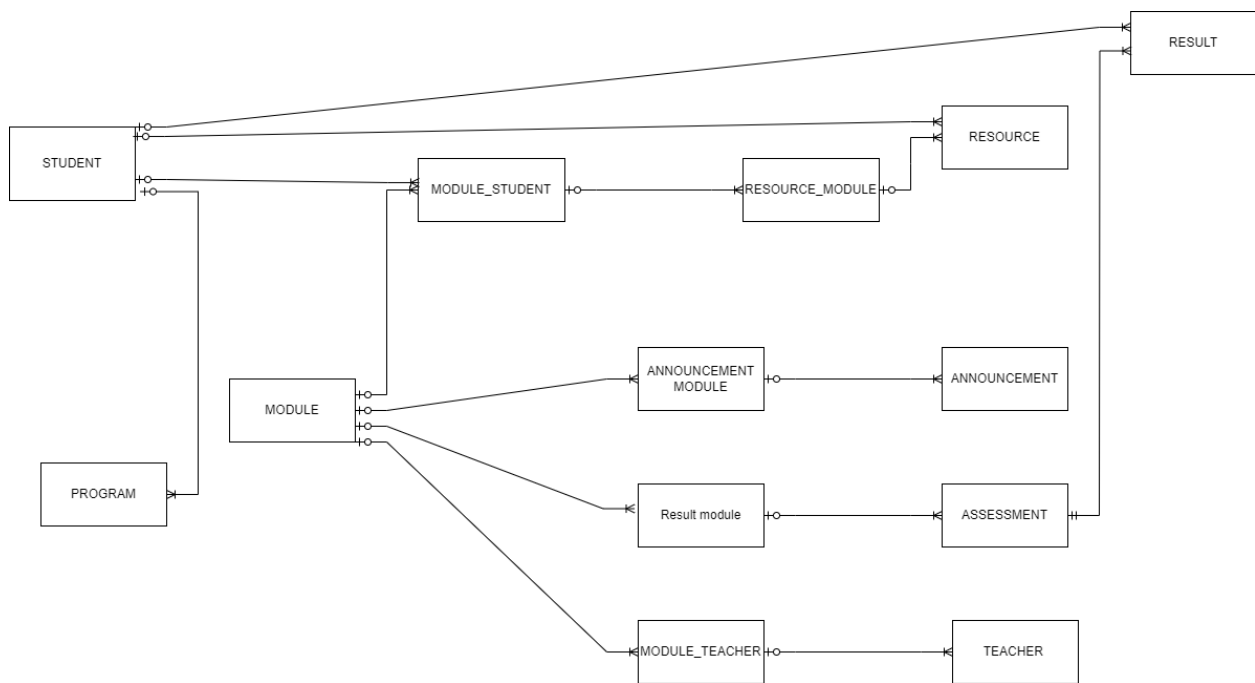 RESULT
RESOURCE
STUDENT
MODULE_STUDENT
RESOURCE_MODULE
ANNOUNCEMENT
MODULE
ANNOUNCEMENT
MODULE
PROGRAM
Result module
ASSESSMENT
MODULE_TEACHER
TEACHER